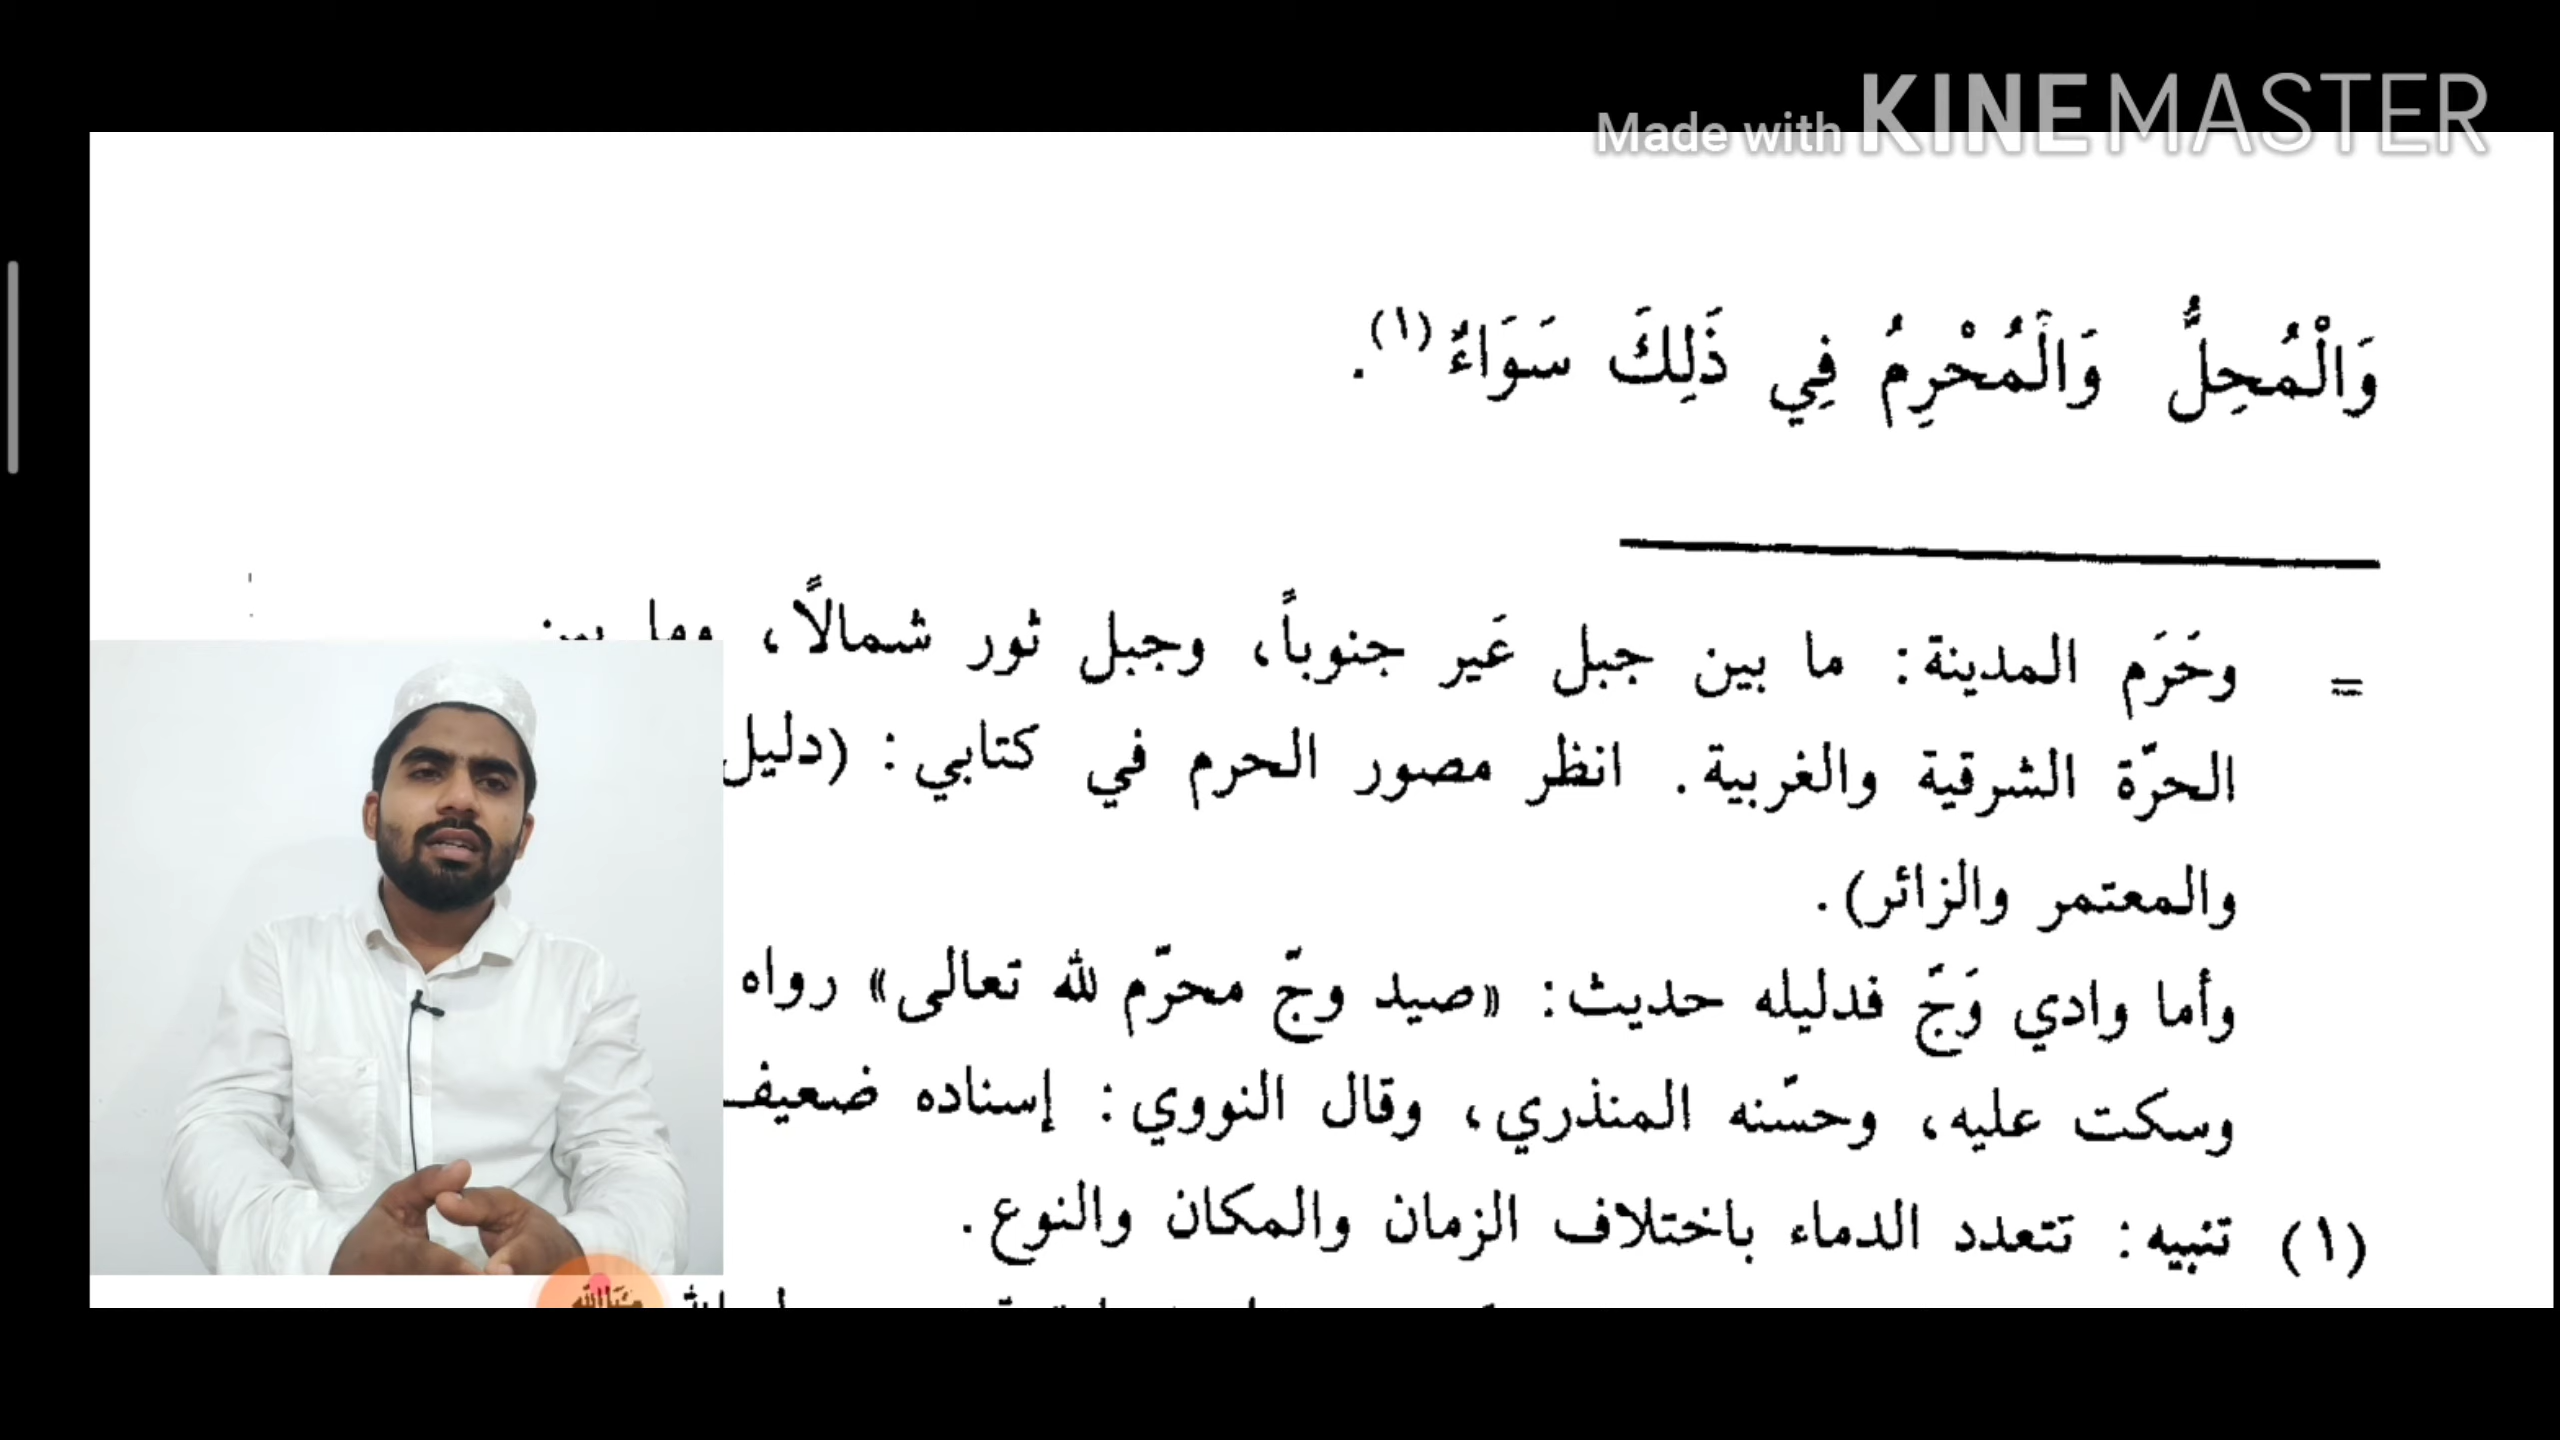 Made with KINEMASTER
وَالْمُحِلُّ وَالْمُحْرِمُ فِي ذَلِكَ سَوَاءٌ (١).
= وحَرَم المدينة: ما بين جبل عَير جنوباً، وجبل ثور شمالاً، وما بين
الحرّة الشرقية والغربية. انظر مصور الحرم في كتابي: (دليل
والمعتمر والزائر).
وأما وادي وَجّ فدليله حديث: «صيد وجّ محرّم لله تعالى» رواه
وسكت عليه، وحسّنه المنذري، وقال النووي: إسناده ضعيف
(١) تنبيه: تتعدد الدماء باختلاف الزمان والمكان والنوع.